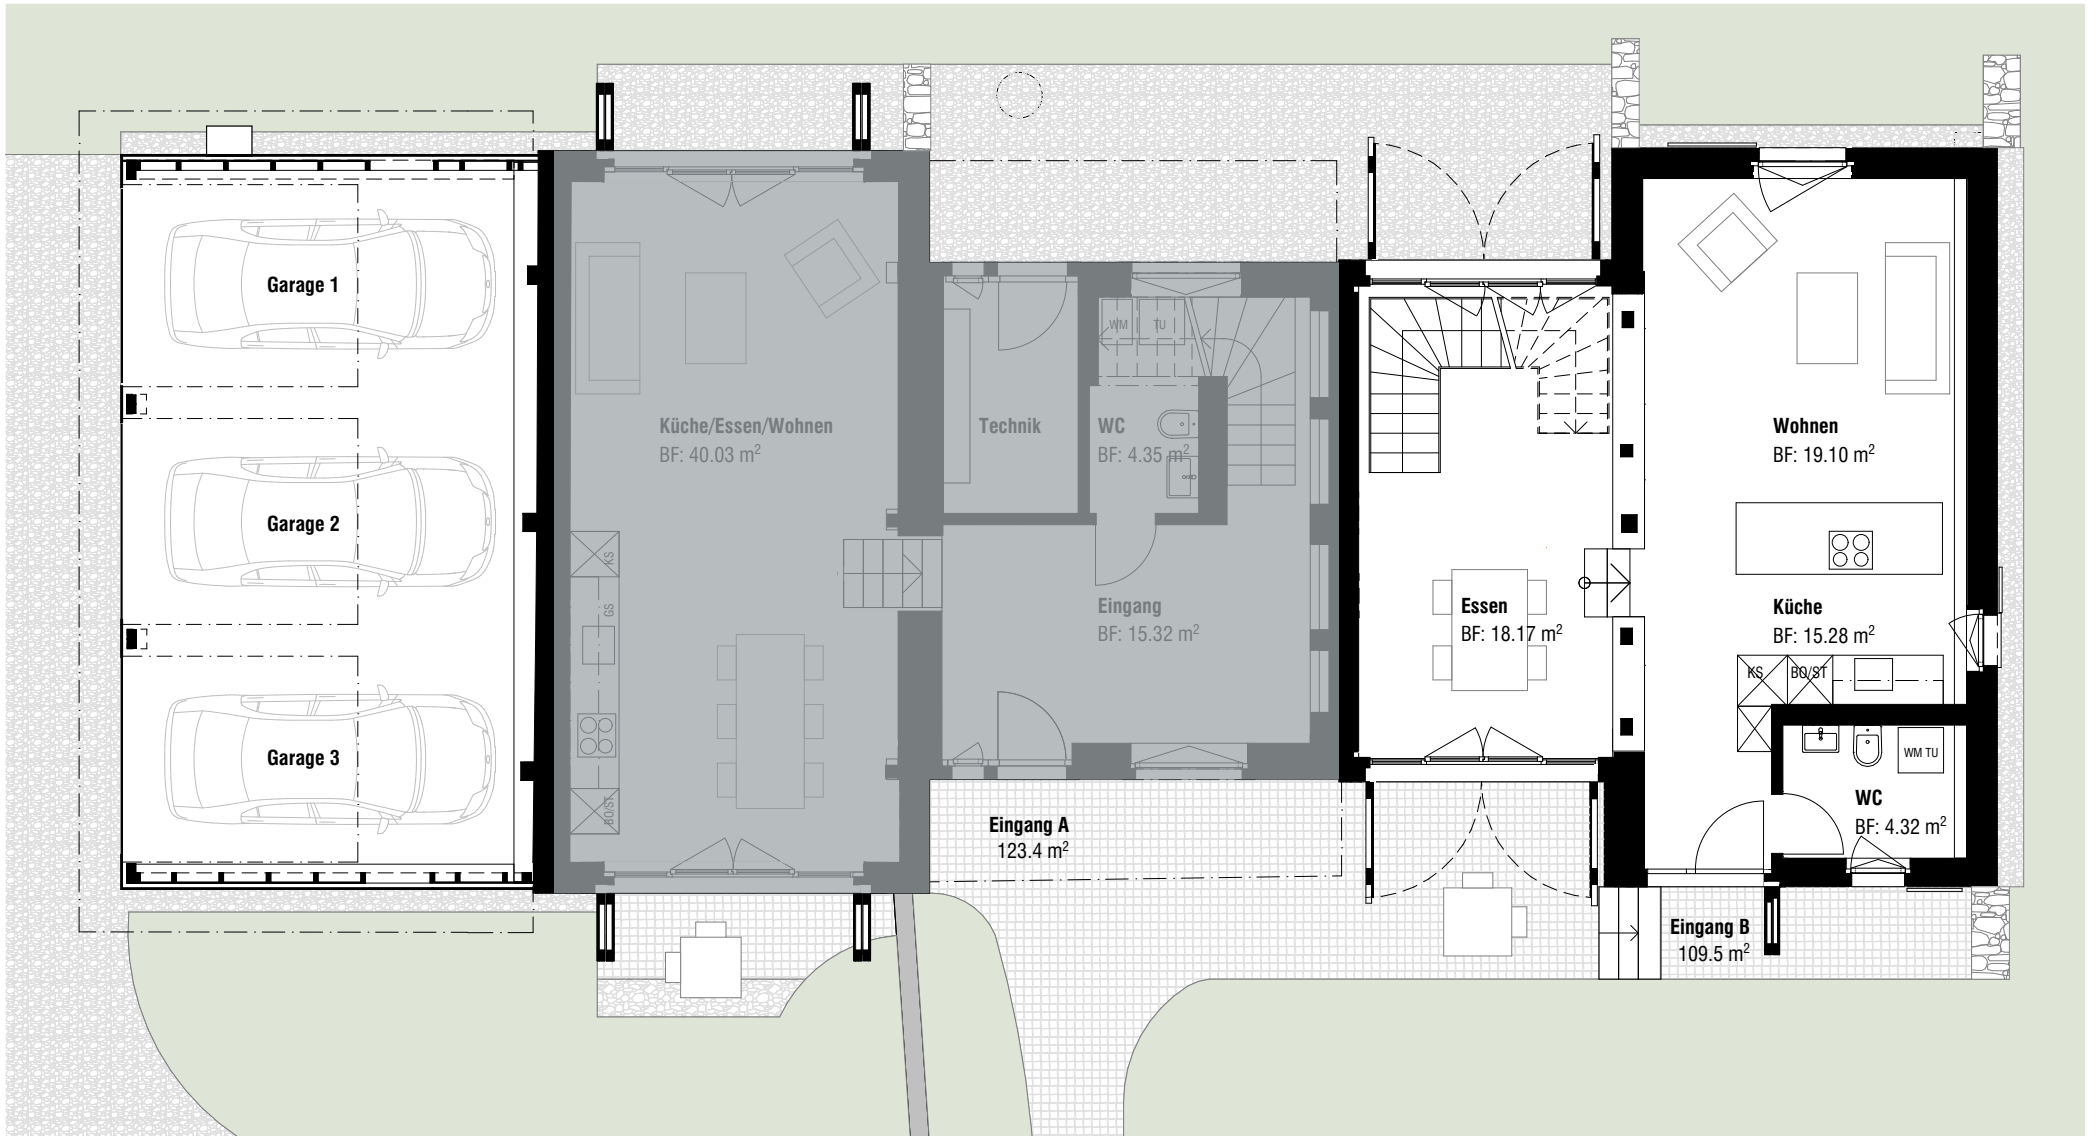 Garage 1
Garage 2
Garage 3
Küche/Essen/Wohnen
BF: 40.03 m²
KS
GS
BO/ST
Technik
WM
TU
WC
BF: 4.35 m²
Eingang
BF: 15.32 m²
Eingang A
123.4 m²
Essen
BF: 18.17 m²
Wohnen
BF: 19.10 m²
Küche
BF: 15.28 m²
KS
BO/ST
WM TU
WC
BF: 4.32 m²
Eingang B
109.5 m²